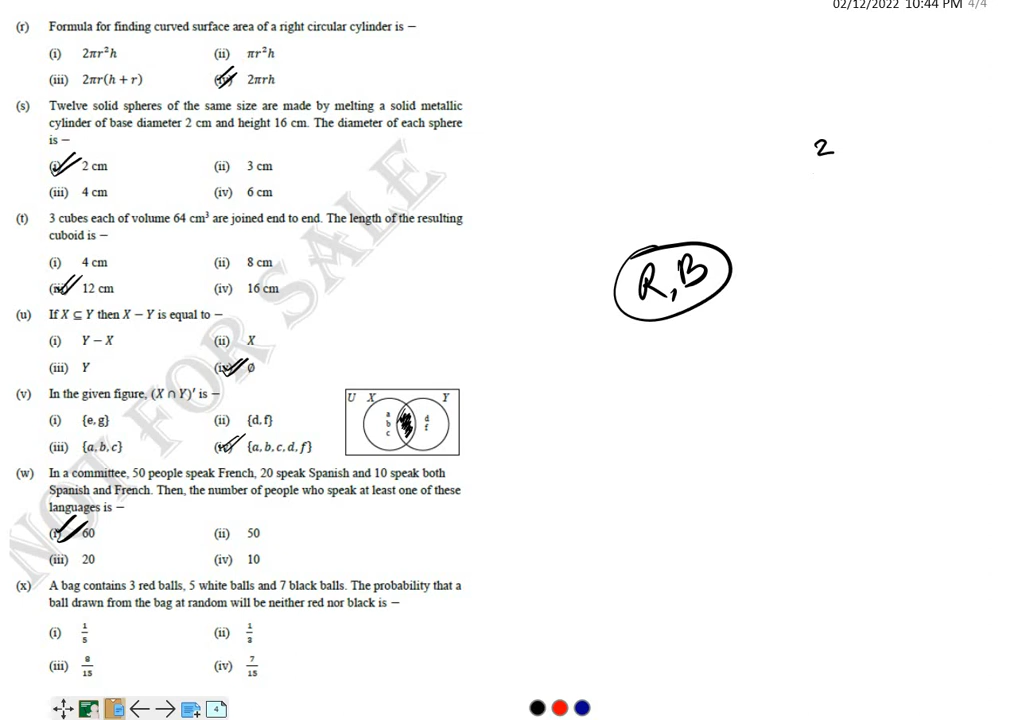 02/12/2022 10:44 PM 4/4
(r) Formula for finding curved surface area of a right circular cylinder is −
(i) 2πr²h (ii) πr²h
(iii) 2πr(h + r) (iv) 2πrh
(s) Twelve solid spheres of the same size are made by melting a solid metallic
cylinder of base diameter 2 cm and height 16 cm. The diameter of each sphere
is −
(i) 2 cm (ii) 3 cm
(iii) 4 cm (iv) 6 cm
2
(t) 3 cubes each of volume 64 cm³ are joined end to end. The length of the resulting
cuboid is −
(i) 4 cm (ii) 8 cm
(iii) 12 cm (iv) 16 cm
R,B
(u) If X ⊆ Y then X − Y is equal to −
(i) Y − X (ii) X
(iii) Y (iv) ∅
(v) In the given figure, (X ∩ Y)′ is −
(i) {e, g} (ii) {d, f}
(iii) {a, b, c} (iv) {a, b, c, d, f}
U X Y
a
b
c
d
f
(w) In a committee, 50 people speak French, 20 speak Spanish and 10 speak both
Spanish and French. Then, the number of people who speak at least one of these
languages is −
(i) 60 (ii) 50
(iii) 20 (iv) 10
(x) A bag contains 3 red balls, 5 white balls and 7 black balls. The probability that a
ball drawn from the bag at random will be neither red nor black is −
(i) 1/5 (ii) 1/3
(iii) 8/15 (iv) 7/15
NOT FOR SALE
4